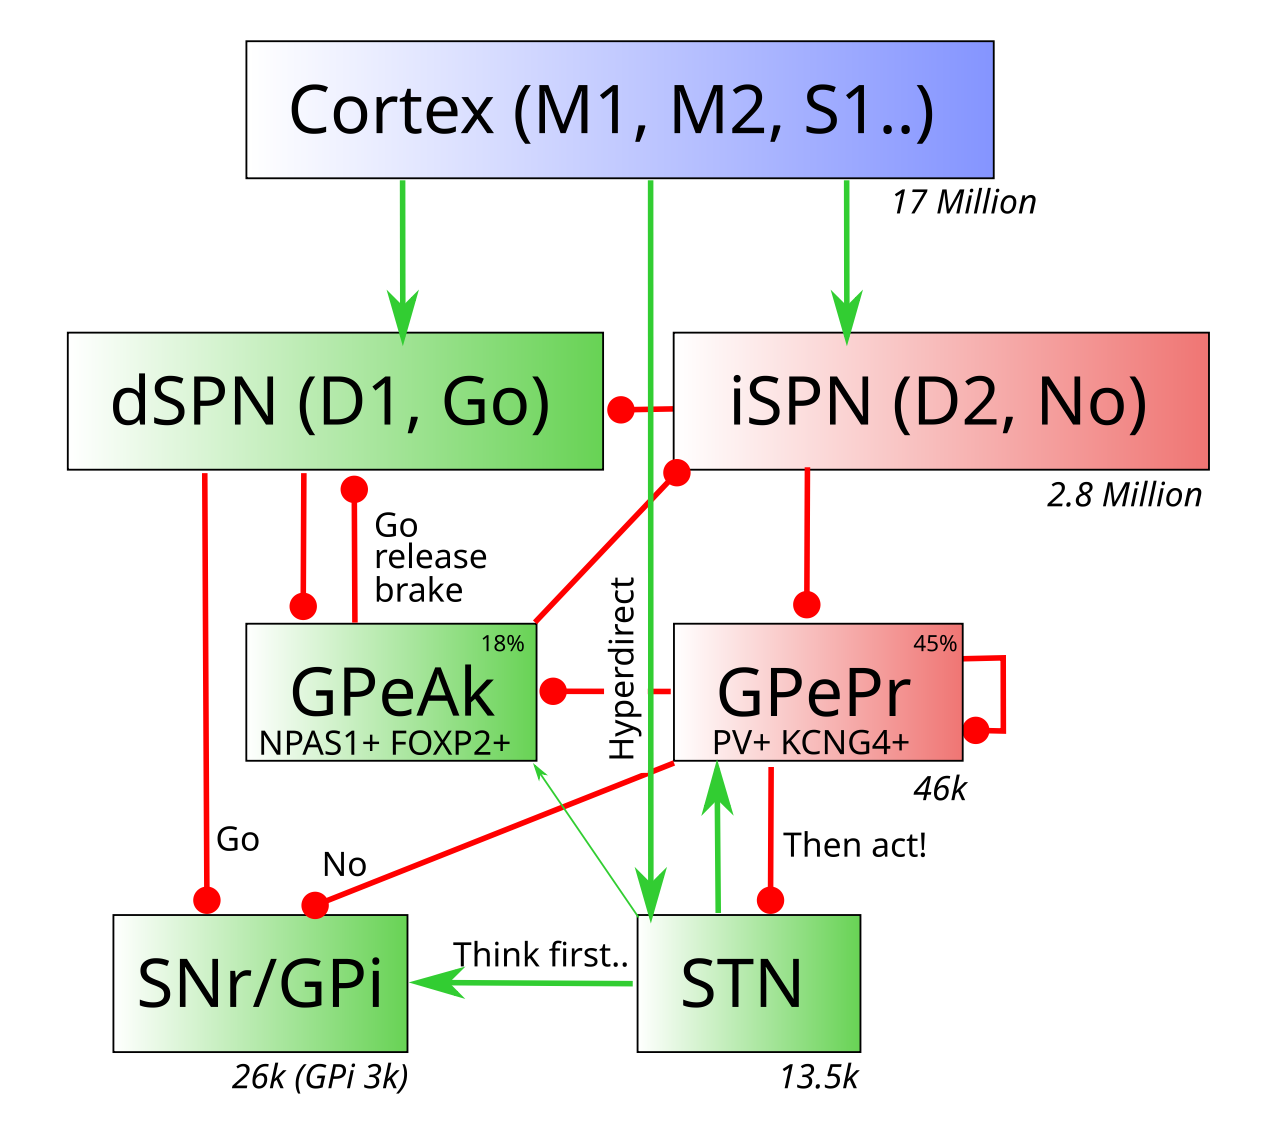 Cortex (M1, M2, S1..)
17 Million
dSPN (D1, Go)
iSPN (D2, No)
2.8 Million
Go
release
brake
Hyperdirect
18%
GPeAk
NPAS1+ FOXP2+
45%
GPePr
PV+ KCNG4+
46k
Go
No
Then act!
Think first..
SNr/GPi
STN
26k (GPi 3k)
13.5k